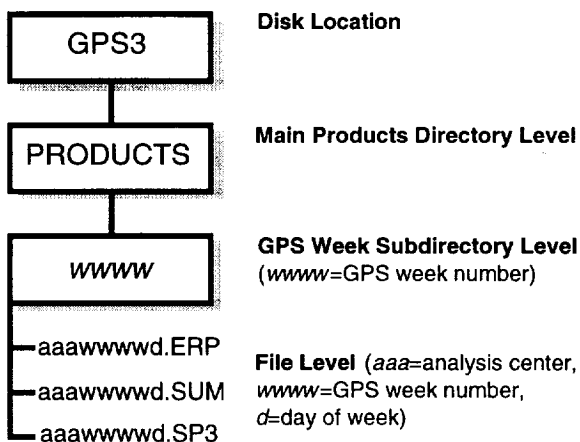 GPS3
Disk Location
PRODUCTS
Main Products Directory Level
wwww
GPS Week Subdirectory Level
(wwww=GPS week number)
aaawwwwd.ERP
aaawwwwd.SUM
aaawwwwd.SP3
File Level (aaa=analysis center,
wwww=GPS week number,
d=day of week)